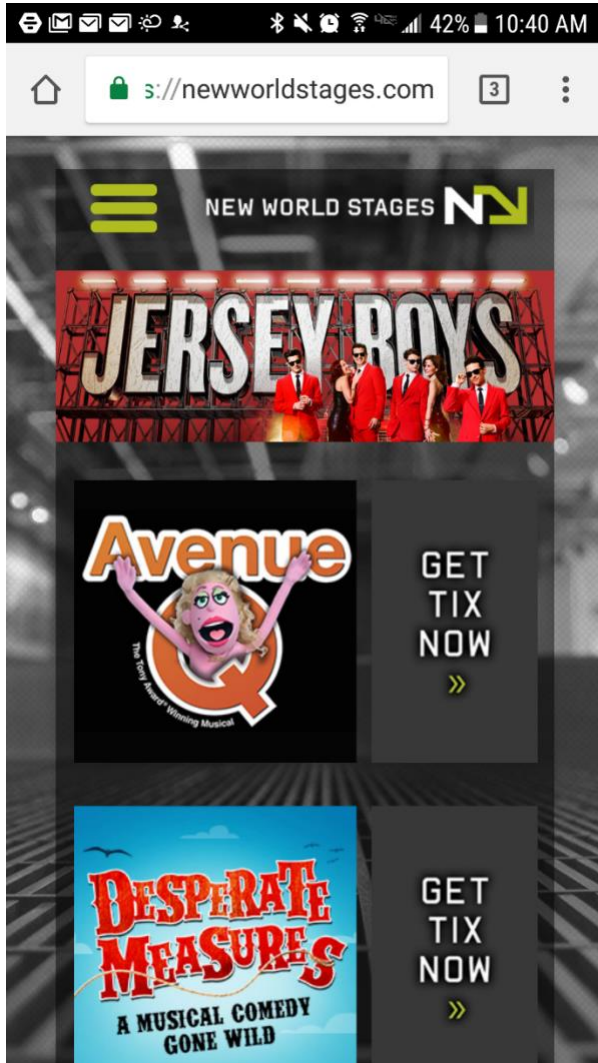 42% 10:40 AM
s://newworldstages.com 3
NEW WORLD STAGES
JERSEY BOYS
Avenue
Q
The Tony Award® Winning Musical
GET
TIX
NOW
»
DESPERATE
MEASURES
A MUSICAL COMEDY
GONE WILD
GET
TIX
NOW
»